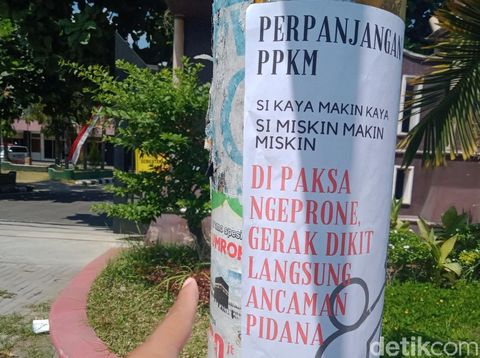 PERPANJANGAN
PPKM
SI KAYA MAKIN KAYA
SI MISKIN MAKIN
MISKIN
DI PAKSA
NGEPRONE,
GERAK DIKIT
LANGSUNG
ANCAMAN
PIDANA
detikcom